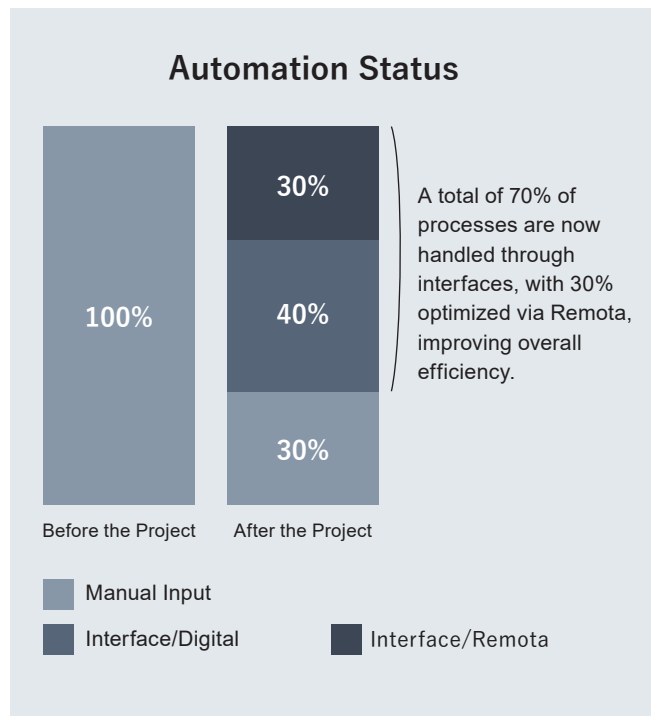 Automation Status
100%
30%
40%
30%
A total of 70% of
processes are now
handled through
interfaces, with 30%
optimized via Remota,
improving overall
efficiency.
Before the Project
After the Project
Manual Input
Interface/Digital
Interface/Remota